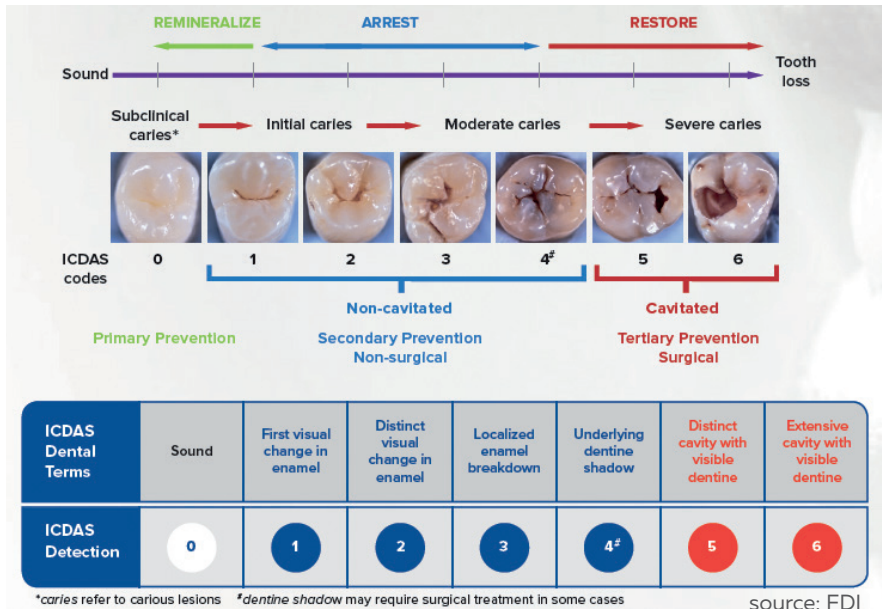 REMINERALIZE ARREST RESTORE
Sound
Tooth
loss
Subclinical
caries*
Initial caries
Moderate caries
Severe caries
ICDAS
codes
0 1 2 3 4# 5 6
Non-cavitated
Cavitated
Primary Prevention
Secondary Prevention
Non-surgical
Tertiary Prevention
Surgical
ICDAS
Dental
Terms
Sound
First visual
change in
enamel
Distinct
visual
change in
enamel
Localized
enamel
breakdown
Underlying
dentine
shadow
Distinct
cavity with
visible
dentine
Extensive
cavity with
visible
dentine
ICDAS
Detection
0 1 2 3 4# 5 6
*caries refer to carious lesions #dentine shadow may require surgical treatment in some cases
source: FDI